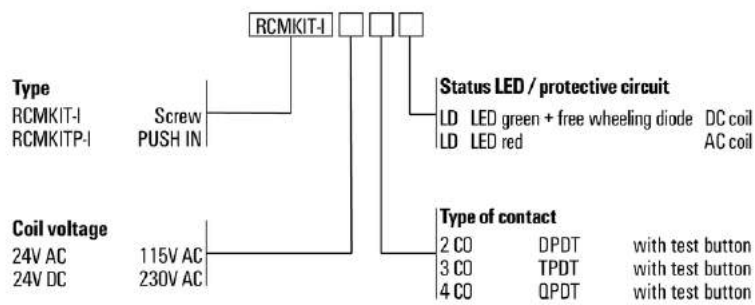 RCMKIT-I
Type
RCMKIT-I Screw
RCMKITP-I PUSH IN
Status LED / protective circuit
LD LED green + free wheeling diode DC coil
LD LED red AC coil
Coil voltage
24V AC 115V AC
24V DC 230V AC
Type of contact
2 CO DPDT with test button
3 CO TPDT with test button
4 CO QPDT with test button